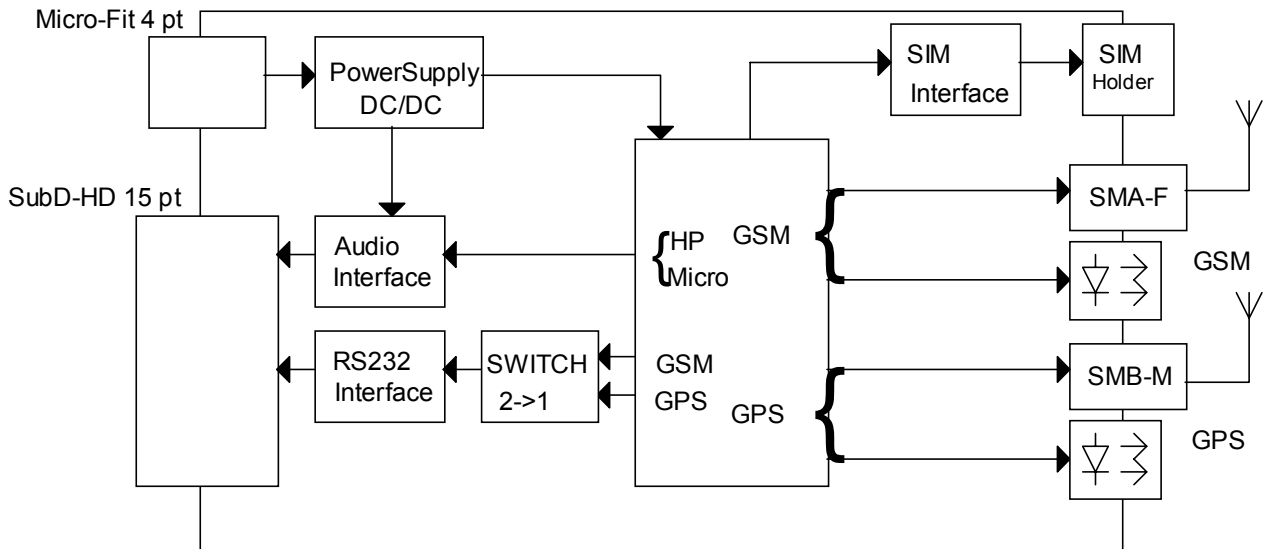 Micro-Fit 4 pt
PowerSupply
DC/DC
SIM
Interface
SIM
Holder
SubD-HD 15 pt
Audio
Interface
HP
Micro
GSM
SMA-F
GSM
RS232
Interface
SWITCH
2->1
GSM
GPS
GPS
SMB-M
GPS